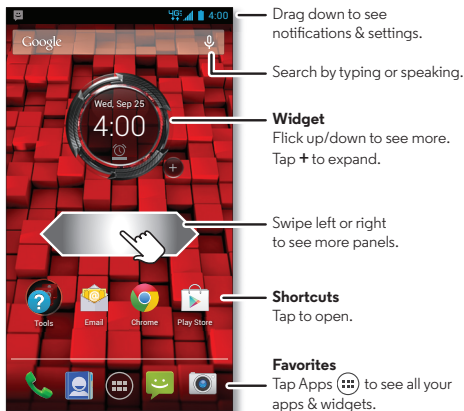 4G 4:00
Google
Wed, Sep 25
4:00
+
Tools
Email
Chrome
Play Store
Drag down to see
notifications & settings.
Search by typing or speaking.
Widget
Flick up/down to see more.
Tap + to expand.
Swipe left or right
to see more panels.
Shortcuts
Tap to open.
Favorites
Tap Apps to see all your
apps & widgets.